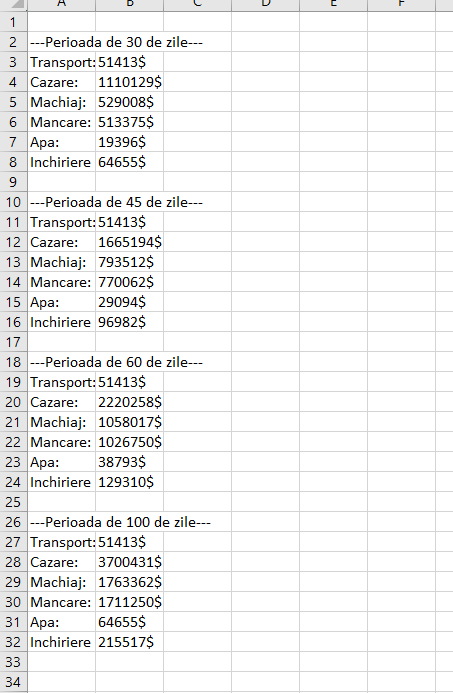 A B C D E F
1
2 ---Perioada de 30 de zile---
3 Transport: 51413$
4 Cazare: 1110129$
5 Machiaj: 529008$
6 Mancare: 513375$
7 Apa: 19396$
8 Inchiriere 64655$
9
10 ---Perioada de 45 de zile---
11 Transport: 51413$
12 Cazare: 1665194$
13 Machiaj: 793512$
14 Mancare: 770062$
15 Apa: 29094$
16 Inchiriere 96982$
17
18 ---Perioada de 60 de zile---
19 Transport: 51413$
20 Cazare: 2220258$
21 Machiaj: 1058017$
22 Mancare: 1026750$
23 Apa: 38793$
24 Inchiriere 129310$
25
26 ---Perioada de 100 de zile---
27 Transport: 51413$
28 Cazare: 3700431$
29 Machiaj: 1763362$
30 Mancare: 1711250$
31 Apa: 64655$
32 Inchiriere 215517$
33
34